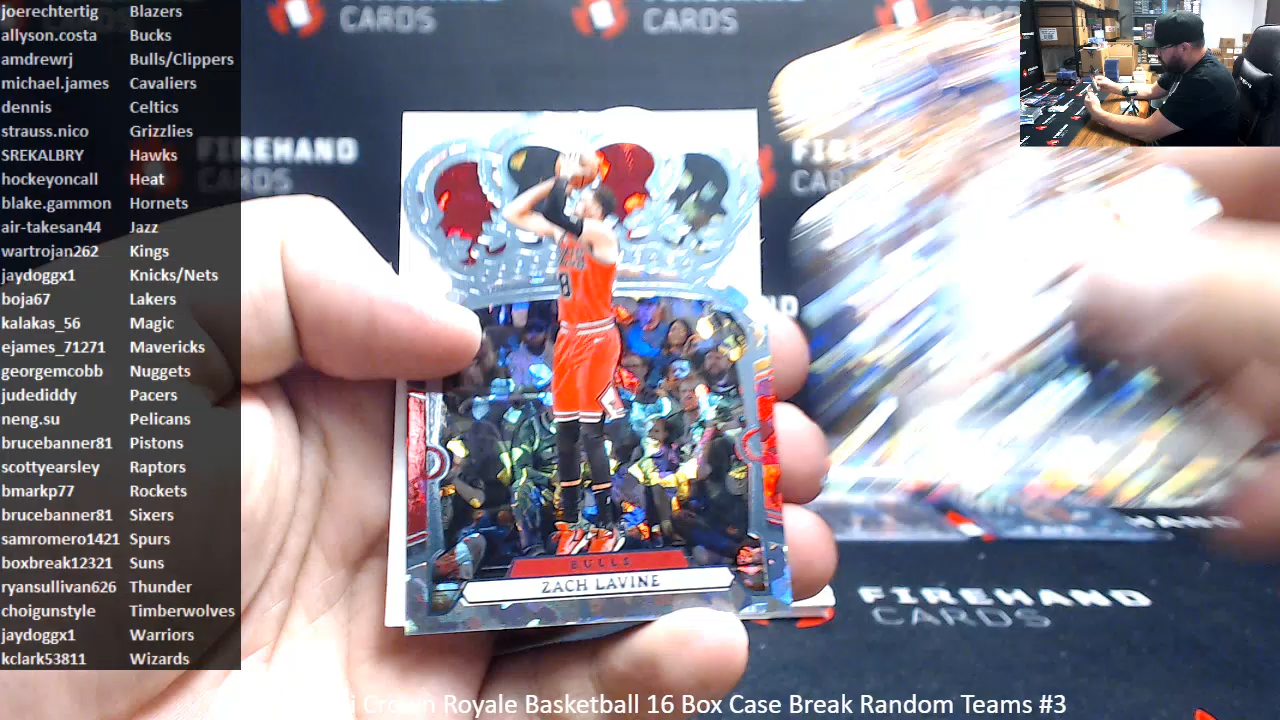 joerechtertig Blazers
allyson.costa Bucks
amdrewrj Bulls/Clippers
michael.james Cavaliers
dennis Celtics
strauss.nico Grizzlies
SREKALBRY Hawks
hockeyoncall Heat
blake.gammon Hornets
air-takesan44 Jazz
wartrojan262 Kings
jaydoggx1 Knicks/Nets
boja67 Lakers
kalakas_56 Magic
ejames_71271 Mavericks
georgemcobb Nuggets
judediddy Pacers
neng.su Pelicans
brucebanner81 Pistons
scottyearsley Raptors
bmarkp77 Rockets
brucebanner81 Sixers
samromero1421 Spurs
boxbreak12321 Suns
ryansullivan626 Thunder
choigunstyle Timberwolves
jaydoggx1 Warriors
kclark53811 Wizards
CARDS
CARDS
FIREHAND
CARDS
8
BULLS
ZACH LAVINE
FIREHAND
CARDS
Royale Basketball 16 Box Case Break Random Teams #3